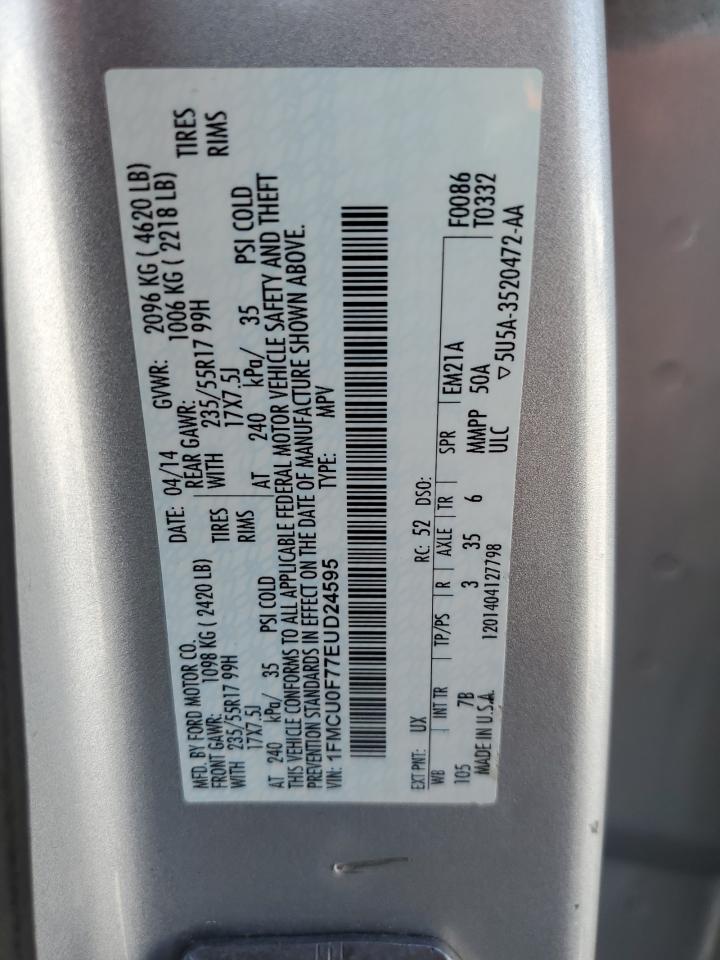 MFD. BY FORD MOTOR CO. DATE: 04/14 GVWR: 2096 KG ( 4620 LB)
FRONT GAWR: 1098 KG ( 2420 LB) REAR GAWR: 1006 KG ( 2218 LB)
WITH 235/55R17 99H TIRES WITH 235/55R17 99H TIRES
17X7.5J RIMS 17X7.5J RIMS
AT 240 kPa/ 35 PSI COLD AT 240 kPa/ 35 PSI COLD
THIS VEHICLE CONFORMS TO ALL APPLICABLE FEDERAL MOTOR VEHICLE SAFETY AND THEFT
PREVENTION STANDARDS IN EFFECT ON THE DATE OF MANUFACTURE SHOWN ABOVE.
VIN: 1FMCU0F77EUD24595 TYPE: MPV
EXT PNT: UX RC: 52 DSO: F0086
WB INT TR TP/PS R AXLE TR SPR EM21A T0332
105 7B 3 35 6 MMPP 50A
ULC
MADE IN U.S.A. 1201404127798 ▽5U5A-3520472-AA